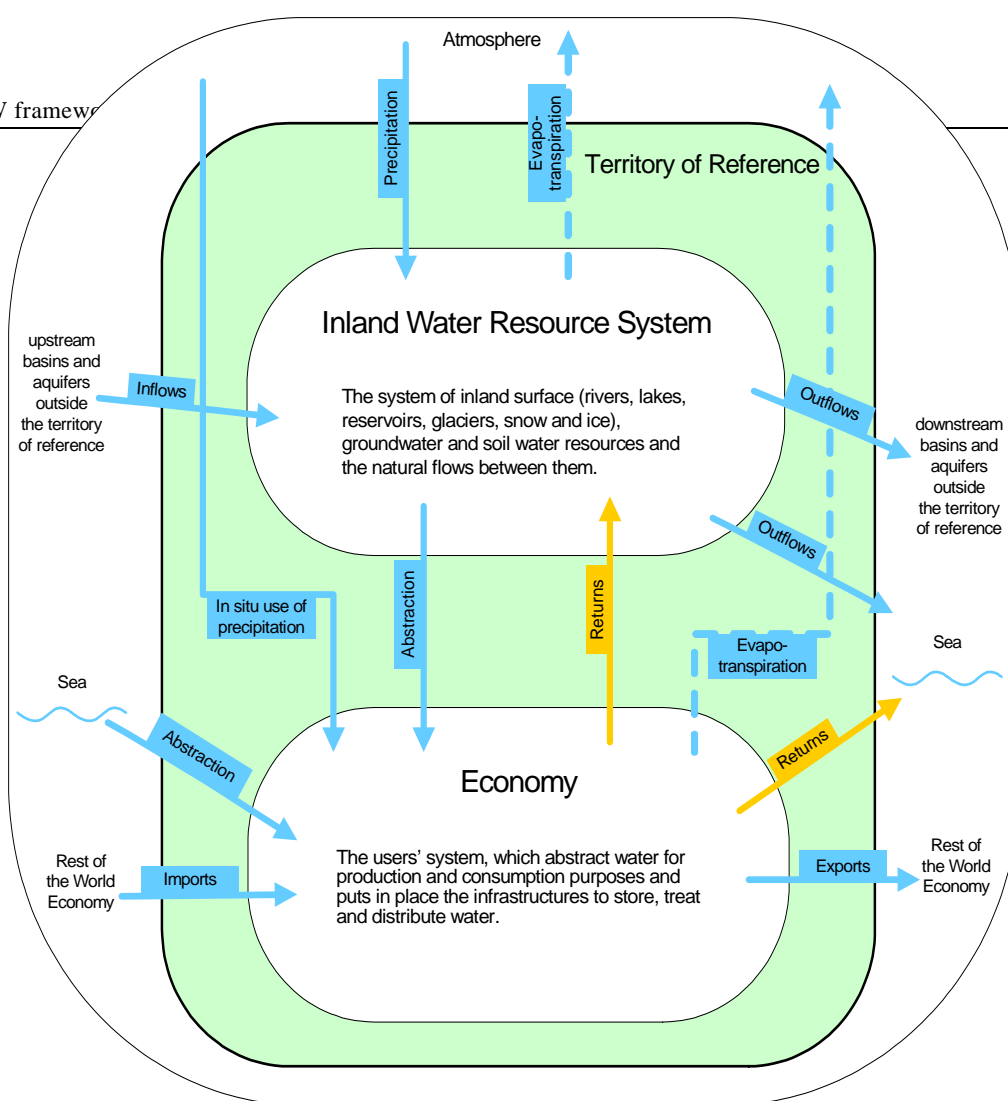 Atmosphere
framewo
Precipitation
Evapo-
transpiration
Territory of Reference
Inland Water Resource System
The system of inland surface (rivers, lakes,
reservoirs, glaciers, snow and ice),
groundwater and soil water resources and
the natural flows between them.
upstream
basins and
aquifers
outside
the territory
of reference
Inflows
Outflows
downstream
basins and
aquifers
outside
the territory
of reference
Outflows
In situ use of
precipitation
Abstraction
Returns
Evapo-
transpiration
Sea
Sea
Abstraction
Returns
Economy
The users’ system, which abstract water for
production and consumption purposes and
puts in place the infrastructures to store, treat
and distribute water.
Rest of
the World
Economy
Imports
Exports
Rest of
the World
Economy